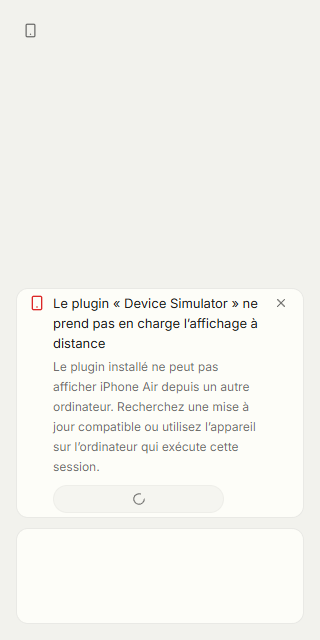 Le plugin « Device Simulator » ne
prend pas en charge l’affichage à
distance
Le plugin installé ne peut pas
afficher iPhone Air depuis un autre
ordinateur. Recherchez une mise à
jour compatible ou utilisez l’appareil
sur l’ordinateur qui exécute cette
session.